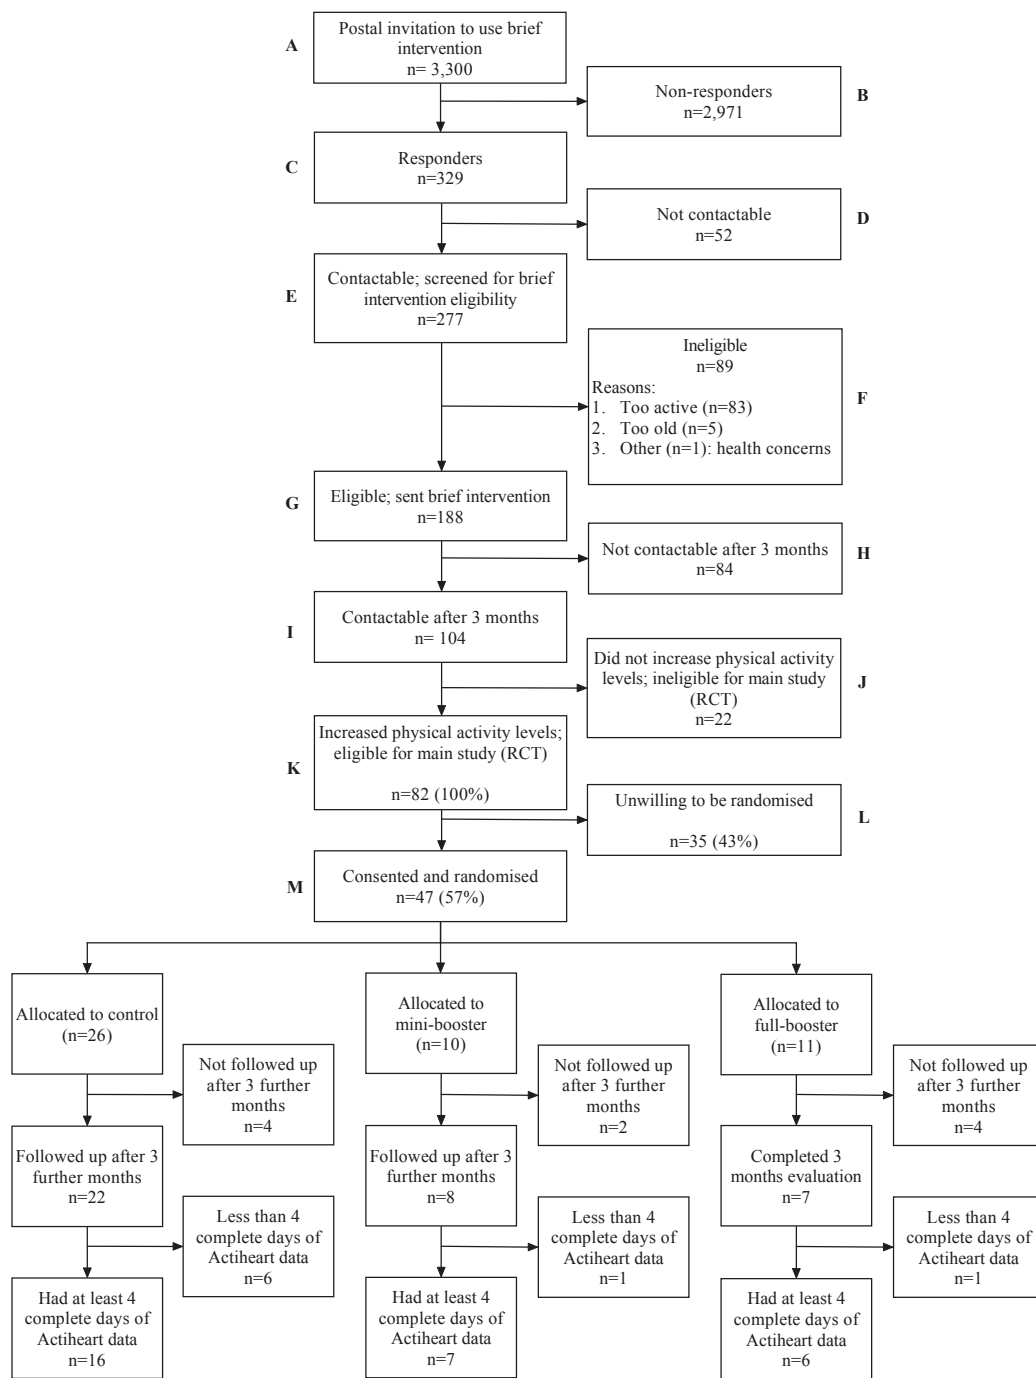 A
Postal invitation to use brief
intervention
n= 3,300
Non-responders
n=2,971
B
C
Responders
n=329
Not contactable
n=52
D
E
Contactable; screened for brief
intervention eligibility
n=277
Ineligible
n=89
Reasons:
1. Too active (n=83)
2. Too old (n=5)
3. Other (n=1): health concerns
F
G
Eligible; sent brief intervention
n=188
Not contactable after 3 months
n=84
H
I
Contactable after 3 months
n= 104
Did not increase physical activity
levels; ineligible for main study
(RCT)
n=22
J
K
Increased physical activity levels;
eligible for main study (RCT)
n=82 (100%)
Unwilling to be randomised
n=35 (43%)
L
M
Consented and randomised
n=47 (57%)
Allocated to control
(n=26)
Allocated to
mini-booster
(n=10)
Allocated to
full-booster
(n=11)
Not followed up
after 3 further
months
n=4
Not followed up
after 3 further
months
n=2
Not followed up
after 3 further
months
n=4
Followed up after 3
further months
n=22
Followed up after 3
further months
n=8
Completed 3
months evaluation
n=7
Less than 4
complete days of
Actiheart data
n=6
Less than 4
complete days of
Actiheart data
n=1
Less than 4
complete days of
Actiheart data
n=1
Had at least 4
complete days of
Actiheart data
n=16
Had at least 4
complete days of
Actiheart data
n=7
Had at least 4
complete days of
Actiheart data
n=6